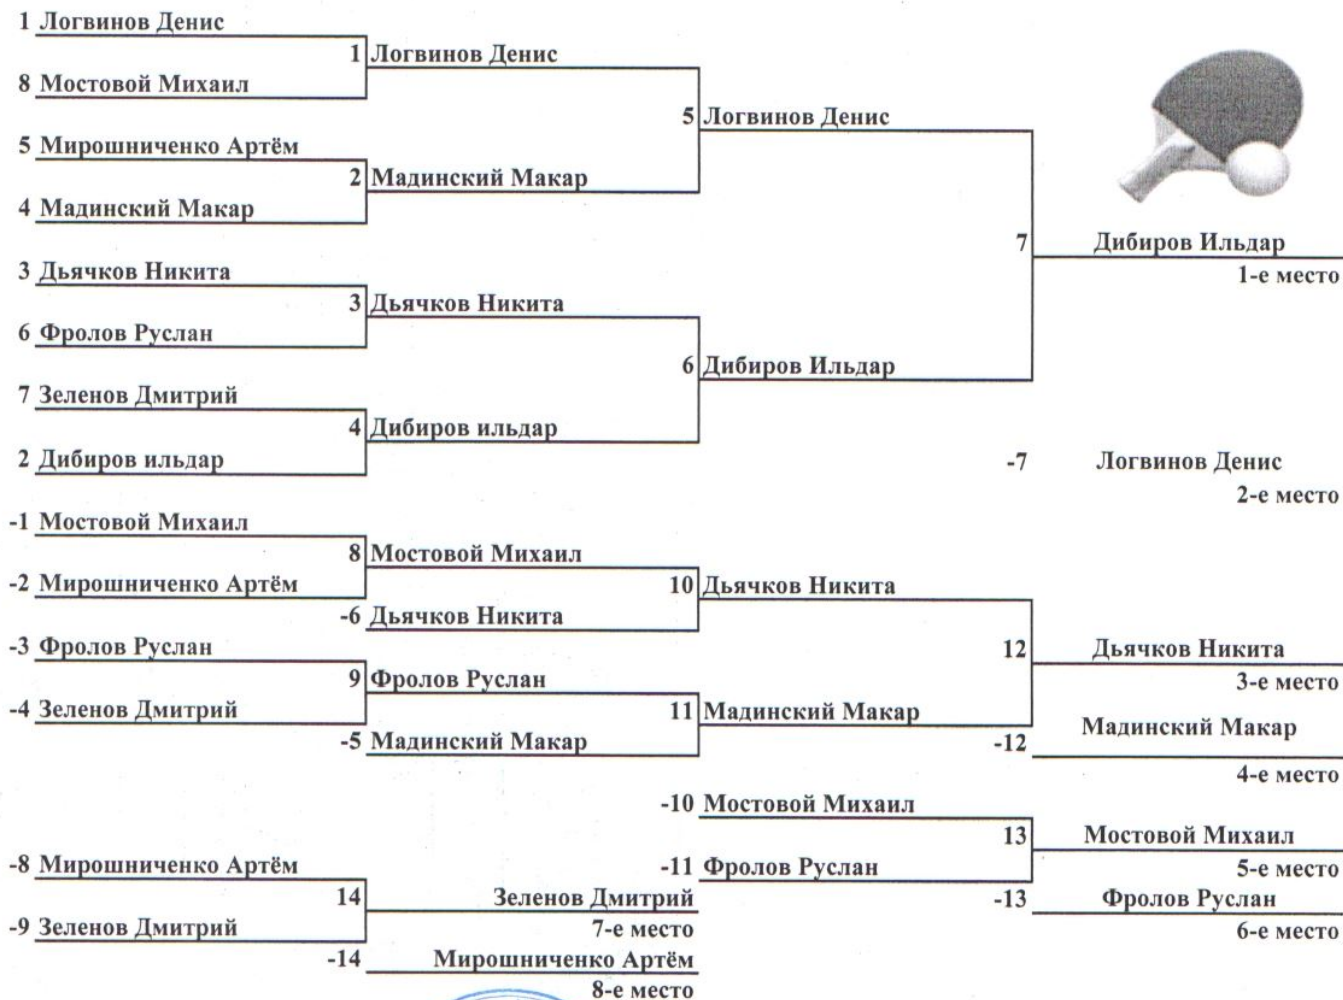 1 Логвинов Денис
1 Логвинов Денис
8 Мостовой Михаил
5 Логвинов Денис
5 Мирошниченко Артём
2 Мадинский Макар
4 Мадинский Макар
7 Дибиров Ильдар
1-е место
3 Дьячков Никита
3 Дьячков Никита
6 Фролов Руслан
6 Дибиров Ильдар
7 Зеленов Дмитрий
4 Дибиров ильдар
2 Дибиров ильдар
-7 Логвинов Денис
2-е место
-1 Мостовой Михаил
8 Мостовой Михаил
-2 Мирошниченко Артём
10 Дьячков Никита
-6 Дьячков Никита
-3 Фролов Руслан
12 Дьячков Никита
3-е место
9 Фролов Руслан
-4 Зеленов Дмитрий
11 Мадинский Макар
-5 Мадинский Макар
-12 Мадинский Макар
4-е место
-10 Мостовой Михаил
13 Мостовой Михаил
5-е место
-8 Мирошниченко Артём
-11 Фролов Руслан
14 Зеленов Дмитрий
7-е место
-13 Фролов Руслан
6-е место
-9 Зеленов Дмитрий
-14 Мирошниченко Артём
8-е место